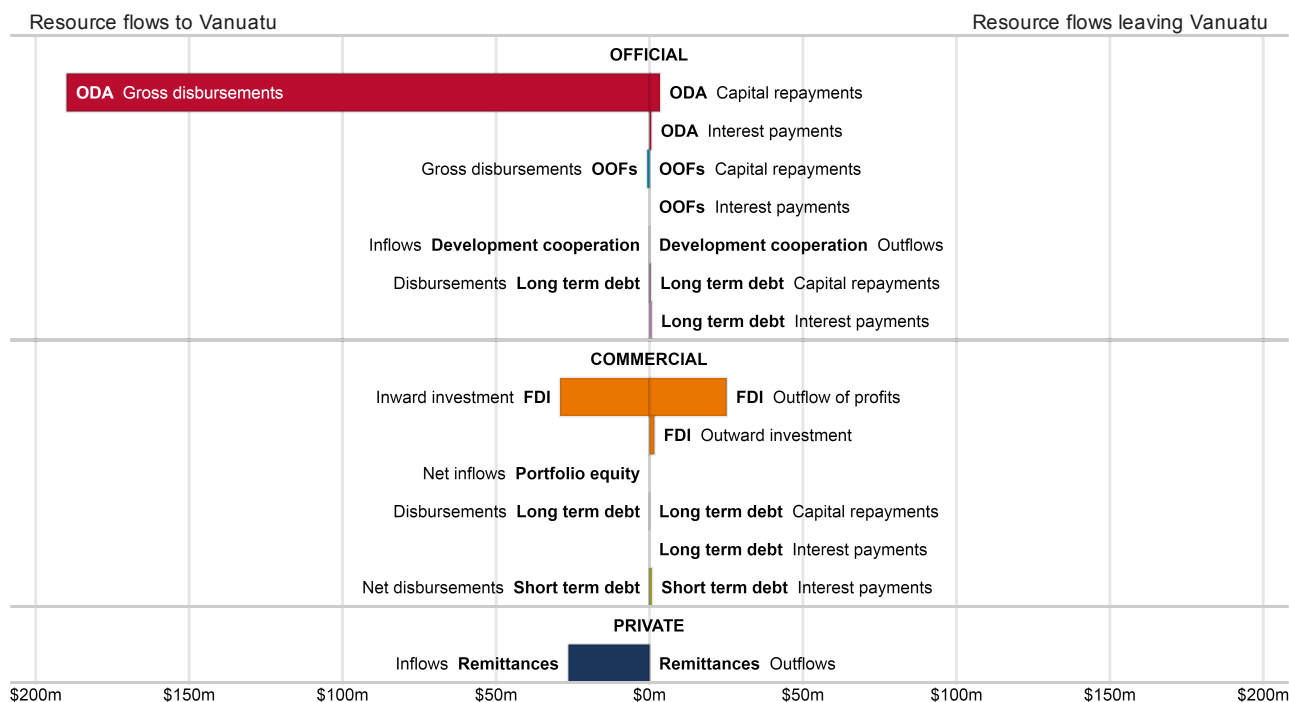 Resource flows to Vanuatu Resource flows leaving Vanuatu
OFFICIAL
ODA Gross disbursements ODA Capital repayments
ODA Interest payments
Gross disbursements OOFs OOFs Capital repayments
OOFs Interest payments
Inflows Development cooperation Development cooperation Outflows
Disbursements Long term debt Long term debt Capital repayments
Long term debt Interest payments
COMMERCIAL
Inward investment FDI FDI Outflow of profits
FDI Outward investment
Net inflows Portfolio equity
Disbursements Long term debt Long term debt Capital repayments
Long term debt Interest payments
Net disbursements Short term debt Short term debt Interest payments
PRIVATE
Inflows Remittances Remittances Outflows
$200m $150m $100m $50m $0m $50m $100m $150m $200m